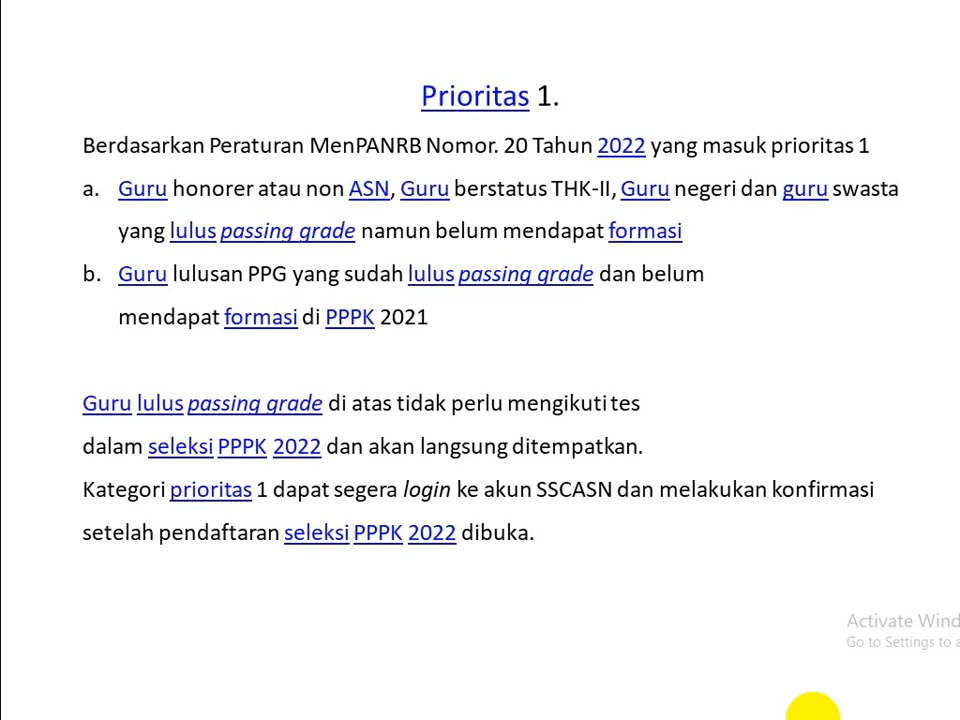 Prioritas 1.
Berdasarkan Peraturan MenPANRB Nomor. 20 Tahun 2022 yang masuk prioritas 1
a. Guru honorer atau non ASN, Guru berstatus THK-II, Guru negeri dan guru swasta
yang lulus passing grade namun belum mendapat formasi
b. Guru lulusan PPG yang sudah lulus passing grade dan belum
mendapat formasi di PPPK 2021
Guru lulus passing grade di atas tidak perlu mengikuti tes
dalam seleksi PPPK 2022 dan akan langsung ditempatkan.
Kategori prioritas 1 dapat segera login ke akun SSCASN dan melakukan konfirmasi
setelah pendaftaran seleksi PPPK 2022 dibuka.
Activate Wind
Go to Settings to a